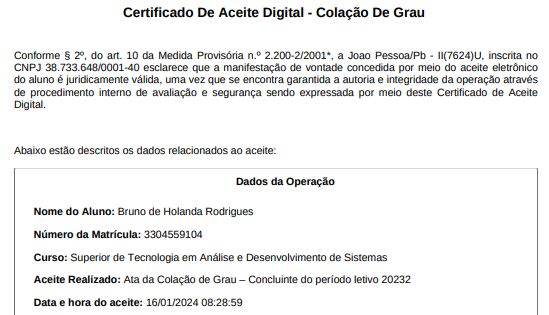 Certificado De Aceite Digital - Colação De Grau
Conforme § 2º, do art. 10 da Medida Provisória n.º 2.200-2/2001*, a Joao Pessoa/Pb - II(7624)U, inscrita no
CNPJ 38.733.648/0001-40 esclarece que a manifestação de vontade concedida por meio do aceite eletrônico
do aluno é juridicamente válida, uma vez que se encontra garantida a autoria e integridade da operação através
de procedimento interno de avaliação e segurança sendo expressada por meio deste Certificado de Aceite
Digital.
Abaixo estão descritos os dados relacionados ao aceite:
Dados da Operação
Nome do Aluno: Bruno de Holanda Rodrigues
Número da Matrícula: 3304559104
Curso: Superior de Tecnologia em Análise e Desenvolvimento de Sistemas
Aceite Realizado: Ata da Colação de Grau – Concluinte do período letivo 20232
Data e hora do aceite: 16/01/2024 08:28:59